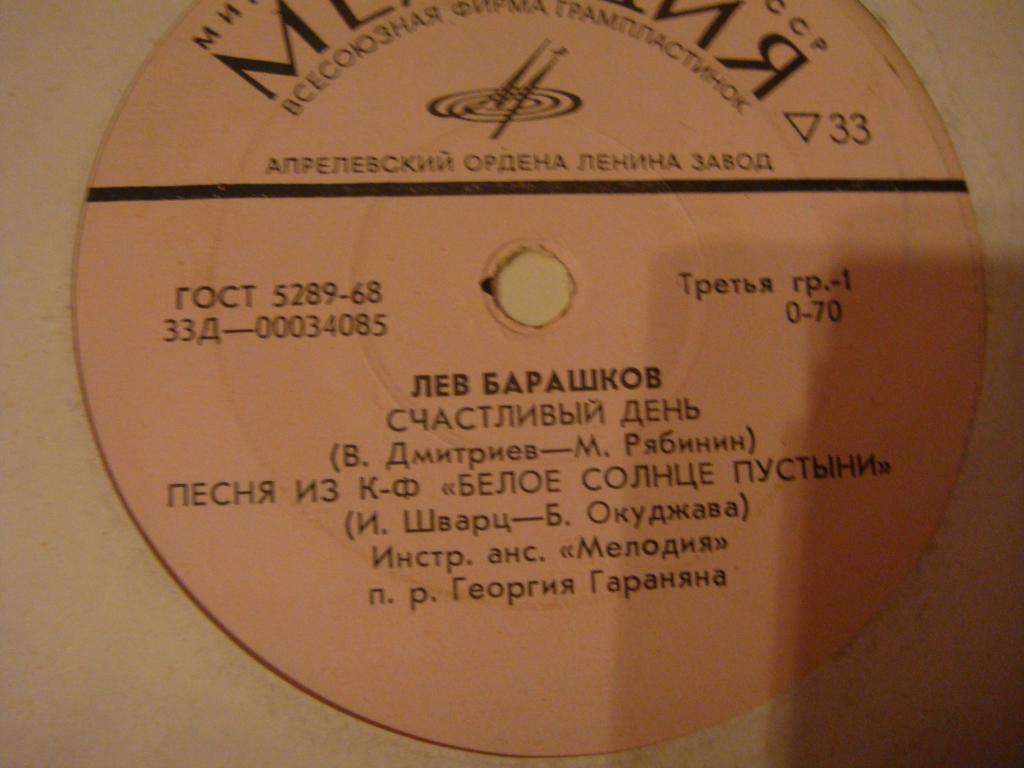 ВСЕСОЮЗНАЯ ФИРМА ГРАМПЛАСТИНОК
▽33
АПРЕЛЕВСКИЙ ОРДЕНА ЛЕНИНА ЗАВОД
ГОСТ 5289-68
33Д—00034085
Третья гр.-1
0-70
ЛЕВ БАРАШКОВ
СЧАСТЛИВЫЙ ДЕНЬ
(В. Дмитриев—М. Рябинин)
ПЕСНЯ ИЗ К-Ф «БЕЛОЕ СОЛНЦЕ ПУСТЫНИ»
(И. Шварц—Б. Окуджава)
Инстр. анс. «Мелодия»
п. р. Георгия Гараняна